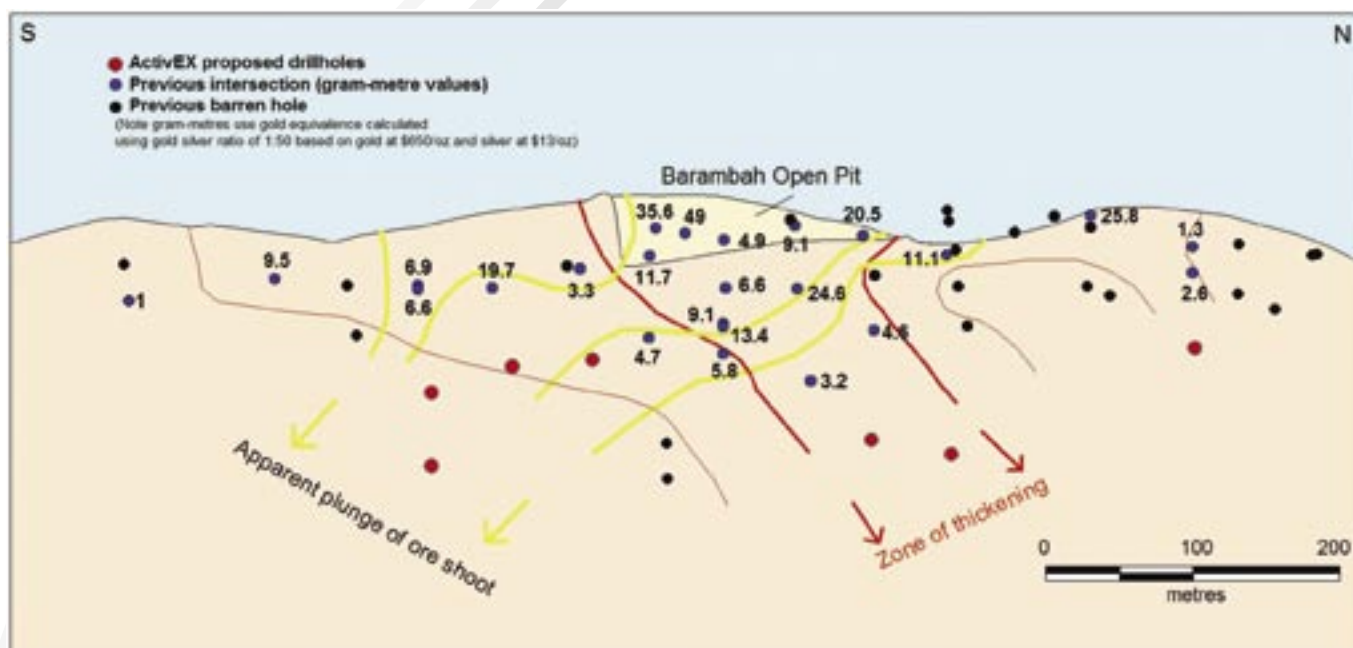 S
N
ActivEX proposed drillholes
Previous intersection (gram-metre values)
Previous barren hole
(Note gram-metres use gold equivalence calculated
using gold silver ratio of 1:50 based on gold at $650/oz and silver at $13/oz)
Barambah Open Pit
35.6
49
20.5
25.8
4.9
9.1
1.3
9.5
6.9
19.7
11.7
11.1
3.3
6.6
24.6
2.6
1
6.6
9.1
13.4
4.6
4.7
5.8
3.2
Apparent plunge of ore shoot
Zone of thickening
0
100
200
metres